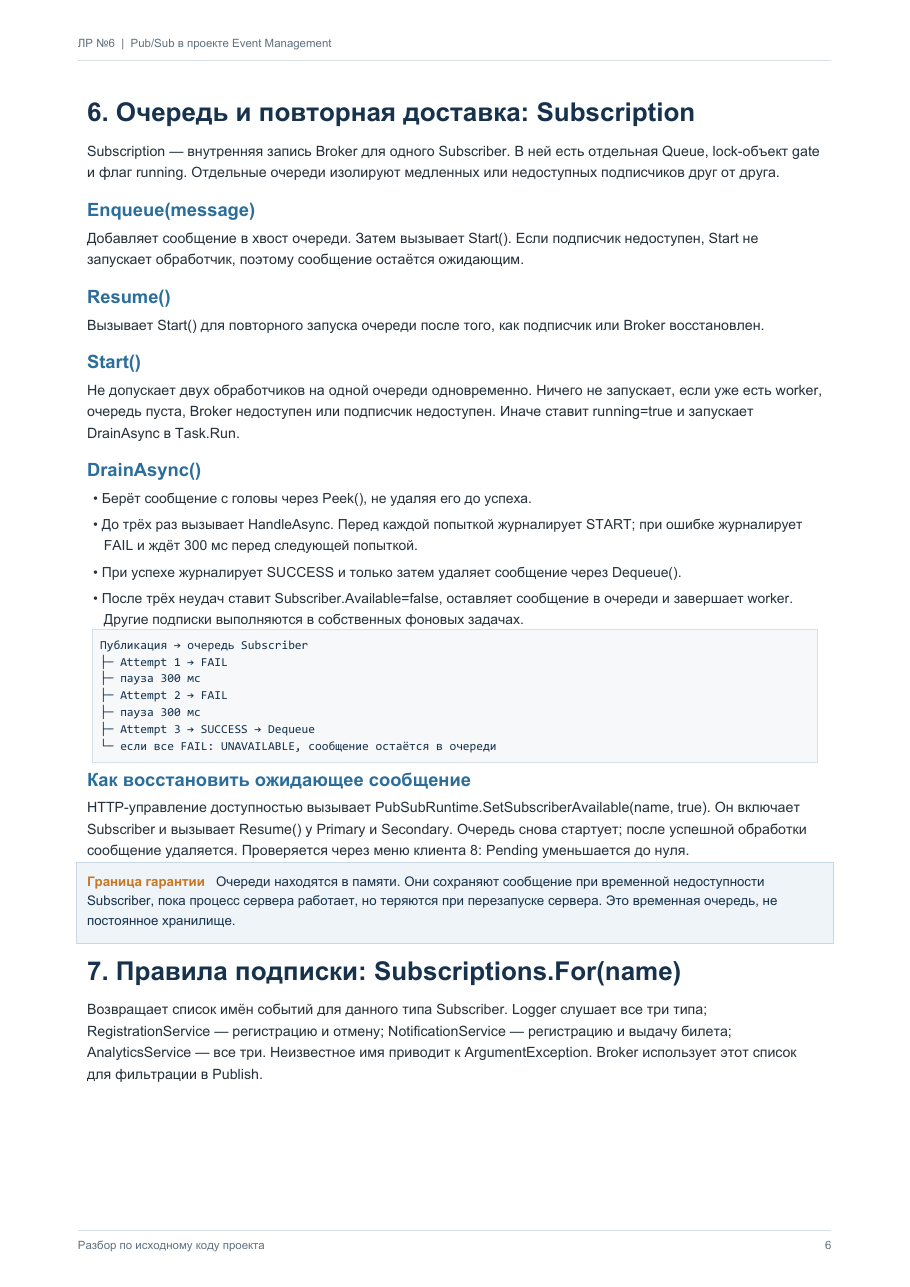 ЛР №6 | Pub/Sub в проекте Event Management
6. Очередь и повторная доставка: Subscription
Subscription — внутренняя запись Broker для одного Subscriber. В ней есть отдельная Queue, lock-объект gate
и флаг running. Отдельные очереди изолируют медленных или недоступных подписчиков друг от друга.
Enqueue(message)
Добавляет сообщение в хвост очереди. Затем вызывает Start(). Если подписчик недоступен, Start не
запускает обработчик, поэтому сообщение остаётся ожидающим.
Resume()
Вызывает Start() для повторного запуска очереди после того, как подписчик или Broker восстановлен.
Start()
Не допускает двух обработчиков на одной очереди одновременно. Ничего не запускает, если уже есть worker,
очередь пуста, Broker недоступен или подписчик недоступен. Иначе ставит running=true и запускает
DrainAsync в Task.Run.
DrainAsync()
• Берёт сообщение с головы через Peek(), не удаляя его до успеха.
• До трёх раз вызывает HandleAsync. Перед каждой попыткой журналирует START; при ошибке журналирует
FAIL и ждёт 300 мс перед следующей попыткой.
• При успехе журналирует SUCCESS и только затем удаляет сообщение через Dequeue().
• После трёх неудач ставит Subscriber.Available=false, оставляет сообщение в очереди и завершает worker.
Другие подписки выполняются в собственных фоновых задачах.
Публикация → очередь Subscriber
├─ Attempt 1 → FAIL
├─ пауза 300 мс
├─ Attempt 2 → FAIL
├─ пауза 300 мс
├─ Attempt 3 → SUCCESS → Dequeue
└─ если все FAIL: UNAVAILABLE, сообщение остаётся в очереди
Как восстановить ожидающее сообщение
HTTP-управление доступностью вызывает PubSubRuntime.SetSubscriberAvailable(name, true). Он включает
Subscriber и вызывает Resume() у Primary и Secondary. Очередь снова стартует; после успешной обработки
сообщение удаляется. Проверяется через меню клиента 8: Pending уменьшается до нуля.
Граница гарантии Очереди находятся в памяти. Они сохраняют сообщение при временной недоступности
Subscriber, пока процесс сервера работает, но теряются при перезапуске сервера. Это временная очередь, не
постоянное хранилище.
7. Правила подписки: Subscriptions.For(name)
Возвращает список имён событий для данного типа Subscriber. Logger слушает все три типа;
RegistrationService — регистрацию и отмену; NotificationService — регистрацию и выдачу билета;
AnalyticsService — все три. Неизвестное имя приводит к ArgumentException. Broker использует этот список
для фильтрации в Publish.
Разбор по исходному коду проекта
6